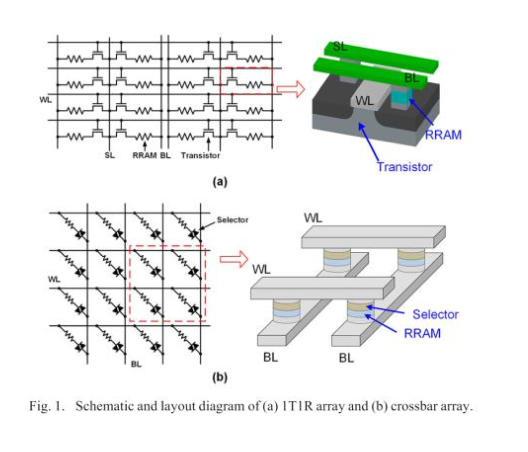 SL
BL
WL
WL
RRAM
SL
RRAM
BL
Transistor
Transistor
(a)
Selector
WL
WL
WL
Selector
RRAM
BL
BL
BL
(b)
Fig. 1. Schematic and layout diagram of (a) 1T1R array and (b) crossbar array.